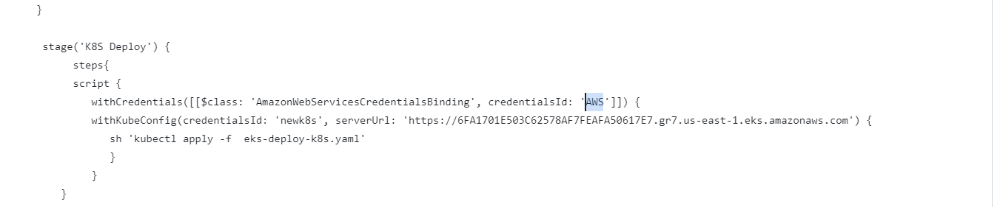 }
stage('K8S Deploy') {
steps{
script {
withCredentials([[$class: 'AmazonWebServicesCredentialsBinding', credentialsId: 'AWS']]) {
withKubeConfig(credentialsId: 'newk8s', serverUrl: 'https://6FA1701E503C62578AF7FEAFA50617E7.gr7.us-east-1.eks.amazonaws.com') {
sh 'kubectl apply -f  eks-deploy-k8s.yaml'
}
}
}